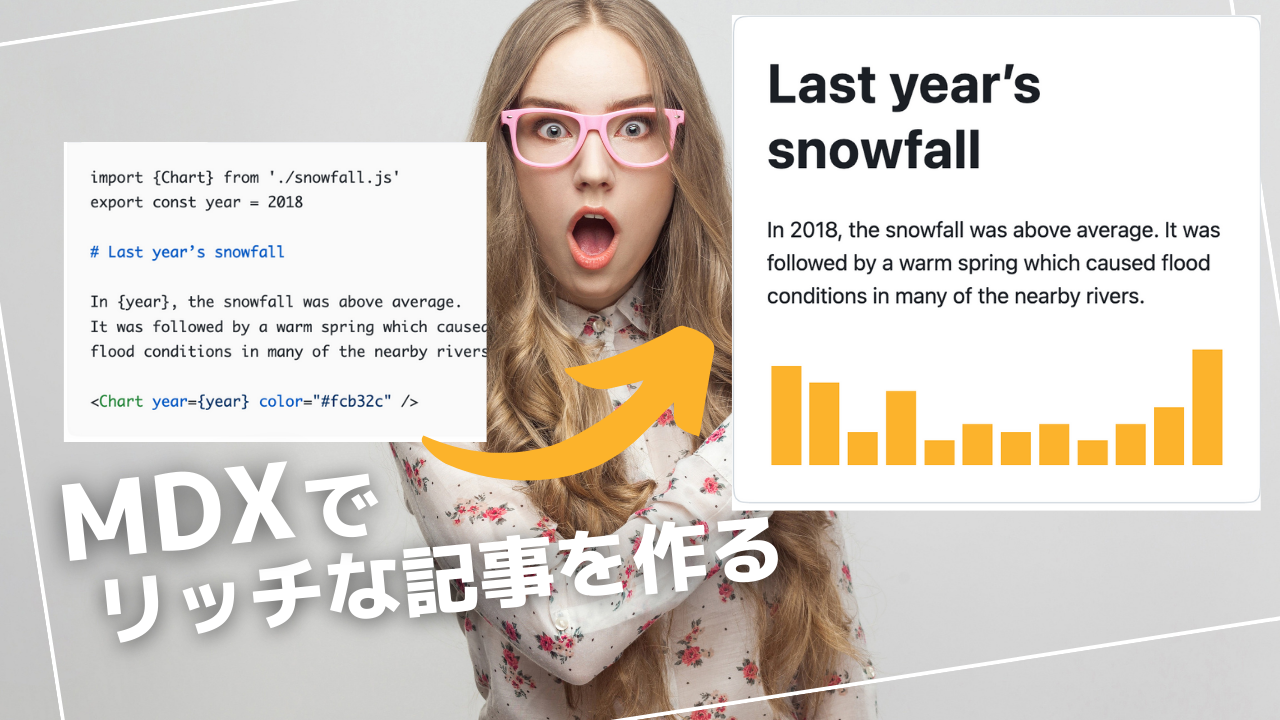 import {Chart} from './snowfall.js'
export const year = 2018
# Last year’s snowfall
In {year}, the snowfall was above average.
It was followed by a warm spring which caused
flood conditions in many of the nearby rivers
<Chart year={year} color="#fcb32c" />
Last year’s
snowfall
In 2018, the snowfall was above average. It was
followed by a warm spring which caused flood
conditions in many of the nearby rivers.
MDXで
リッチな記事を作る